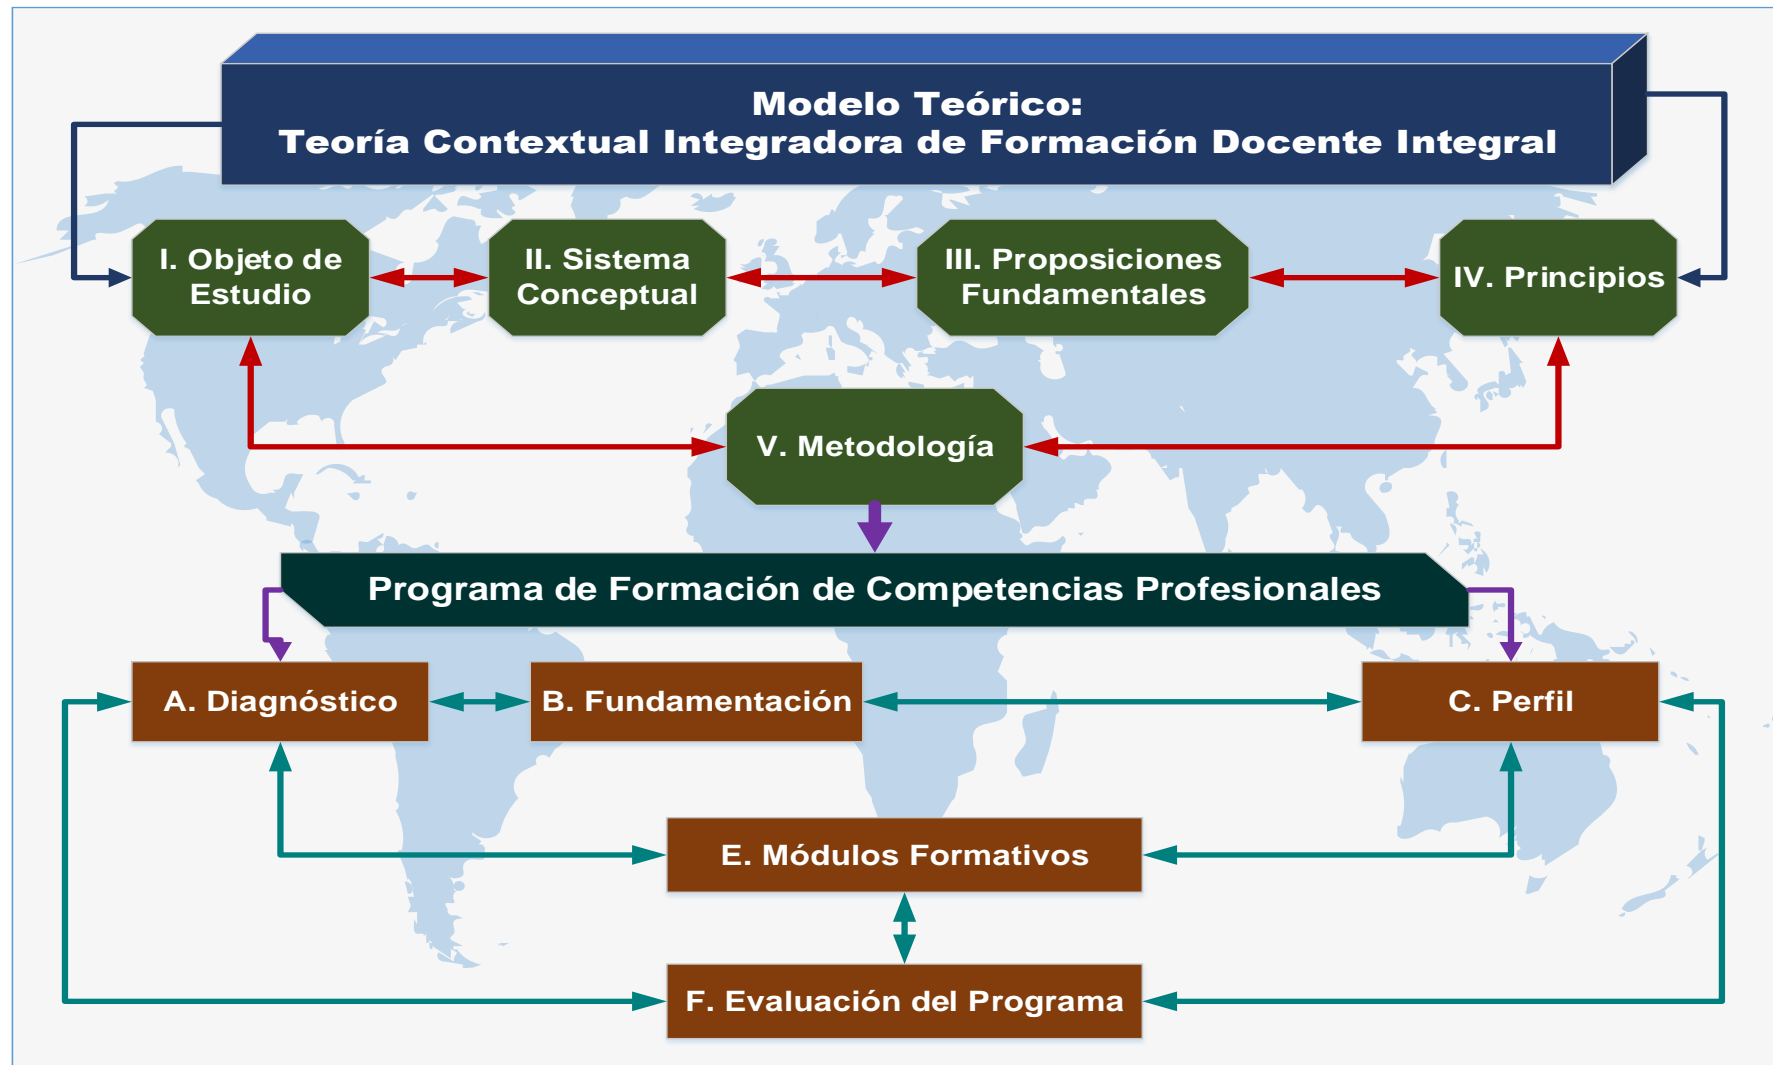 Modelo Teórico:
Teoría Contextual Integradora de Formación Docente Integral
I. Objeto de
Estudio
II. Sistema
Conceptual
III. Proposiciones
Fundamentales
IV. Principios
V. Metodología
Programa de Formación de Competencias Profesionales
A. Diagnóstico
B. Fundamentación
C. Perfil
E. Módulos Formativos
F. Evaluación del Programa